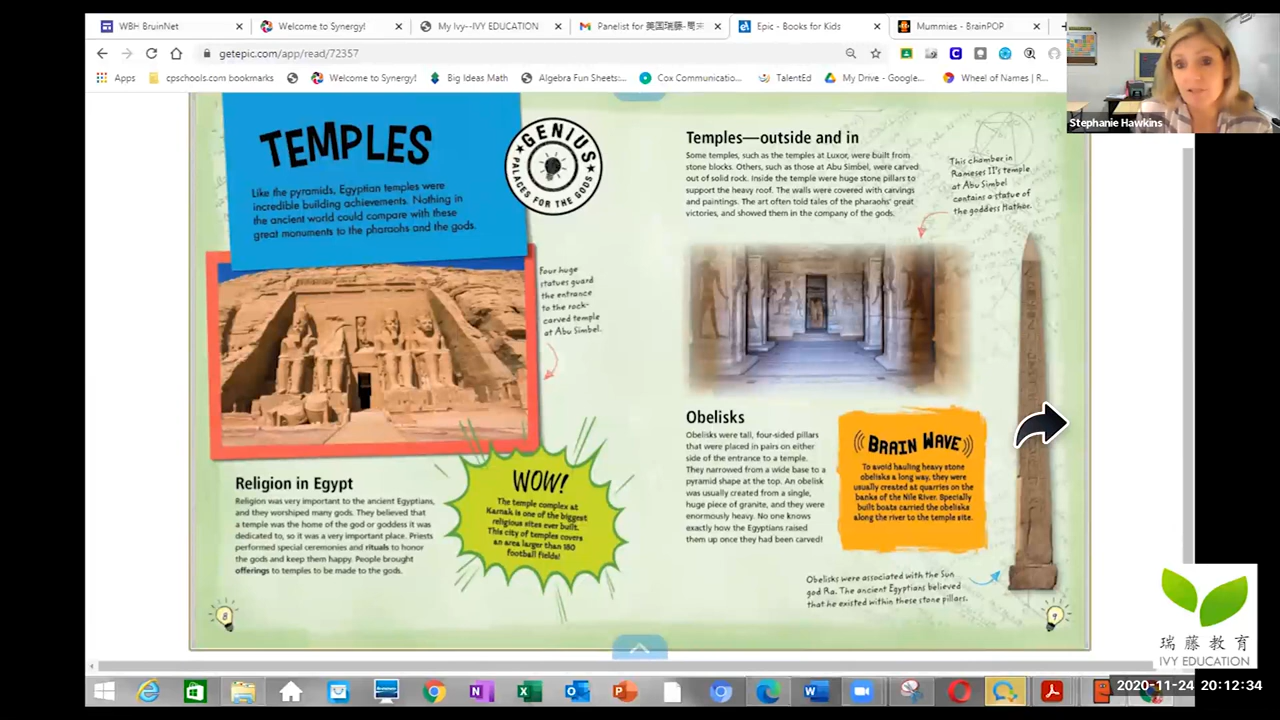 WBH BruinNet
Welcome to Synergy!
My Ivy--IVY EDUCATION
Panelist for 英国瑞藤-周末
Epic - Books for Kids
Mummies - BrainPOP
getepic.com/app/read/72357
Apps
cpschools.com bookmarks
Welcome to Synergy!
Big Ideas Math
Algebra Fun Sheets:...
Cox Communicatio...
TalentEd
My Drive - Google...
Wheel of Names | R...
Stephanie Hawkins
TEMPLES
Like the pyramids, Egyptian temples were
incredible building achievements. Nothing in
the ancient world could compare with these
great monuments to the pharaohs and the gods.
GENIUS
PALACES FOR THE GODS
Four huge
statues guard
the entrance
to the rock-
carved temple
at Abu Simbel.
Religion in Egypt
Religion was very important to the ancient Egyptians,
and they worshiped many gods. They believed that
a temple was the home of the god or goddess it was
dedicated to, so it was a very important place. Priests
performed special ceremonies and rituals to honor
the gods and keep them happy. People brought
offerings to temples to be made to the gods.
WOW!
The temple complex at
Karnak is one of the biggest
religious sites ever built.
This city of temples covers
an area larger than 180
football fields!
8
Temples—outside and in
Some temples, such as the temples at Luxor, were built from
stone blocks. Others, such as those at Abu Simbel, were carved
out of solid rock. Inside the temple were huge stone pillars to
support the heavy roof. The walls were covered with carvings
and paintings. The art often told tales of the pharaohs' great
victories, and showed them in the company of the gods.
This chamber in
Rameses II's temple
at Abu Simbel
contains a statue of
the goddess Hathor.
Obelisks
Obelisks were tall, four-sided pillars
that were placed in pairs on either
side of the entrance to a temple.
They narrowed from a wide base to a
pyramid shape at the top. An obelisk
was usually created from a single,
huge piece of granite, and they were
enormously heavy. No one knows
exactly how the Egyptians raised
them up once they had been carved!
BRAIN WAVE
To avoid hauling heavy stone
obelisks a long way, they were
usually created at quarries on the
banks of the Nile River. Specially
built boats carried the obelisks
along the river to the temple site.
Obelisks were associated with the Sun
god Ra. The ancient Egyptians believed
that he existed within these stone pillars.
9
瑞藤教育
IVY EDUCATION
2020-11-24 20:12:34